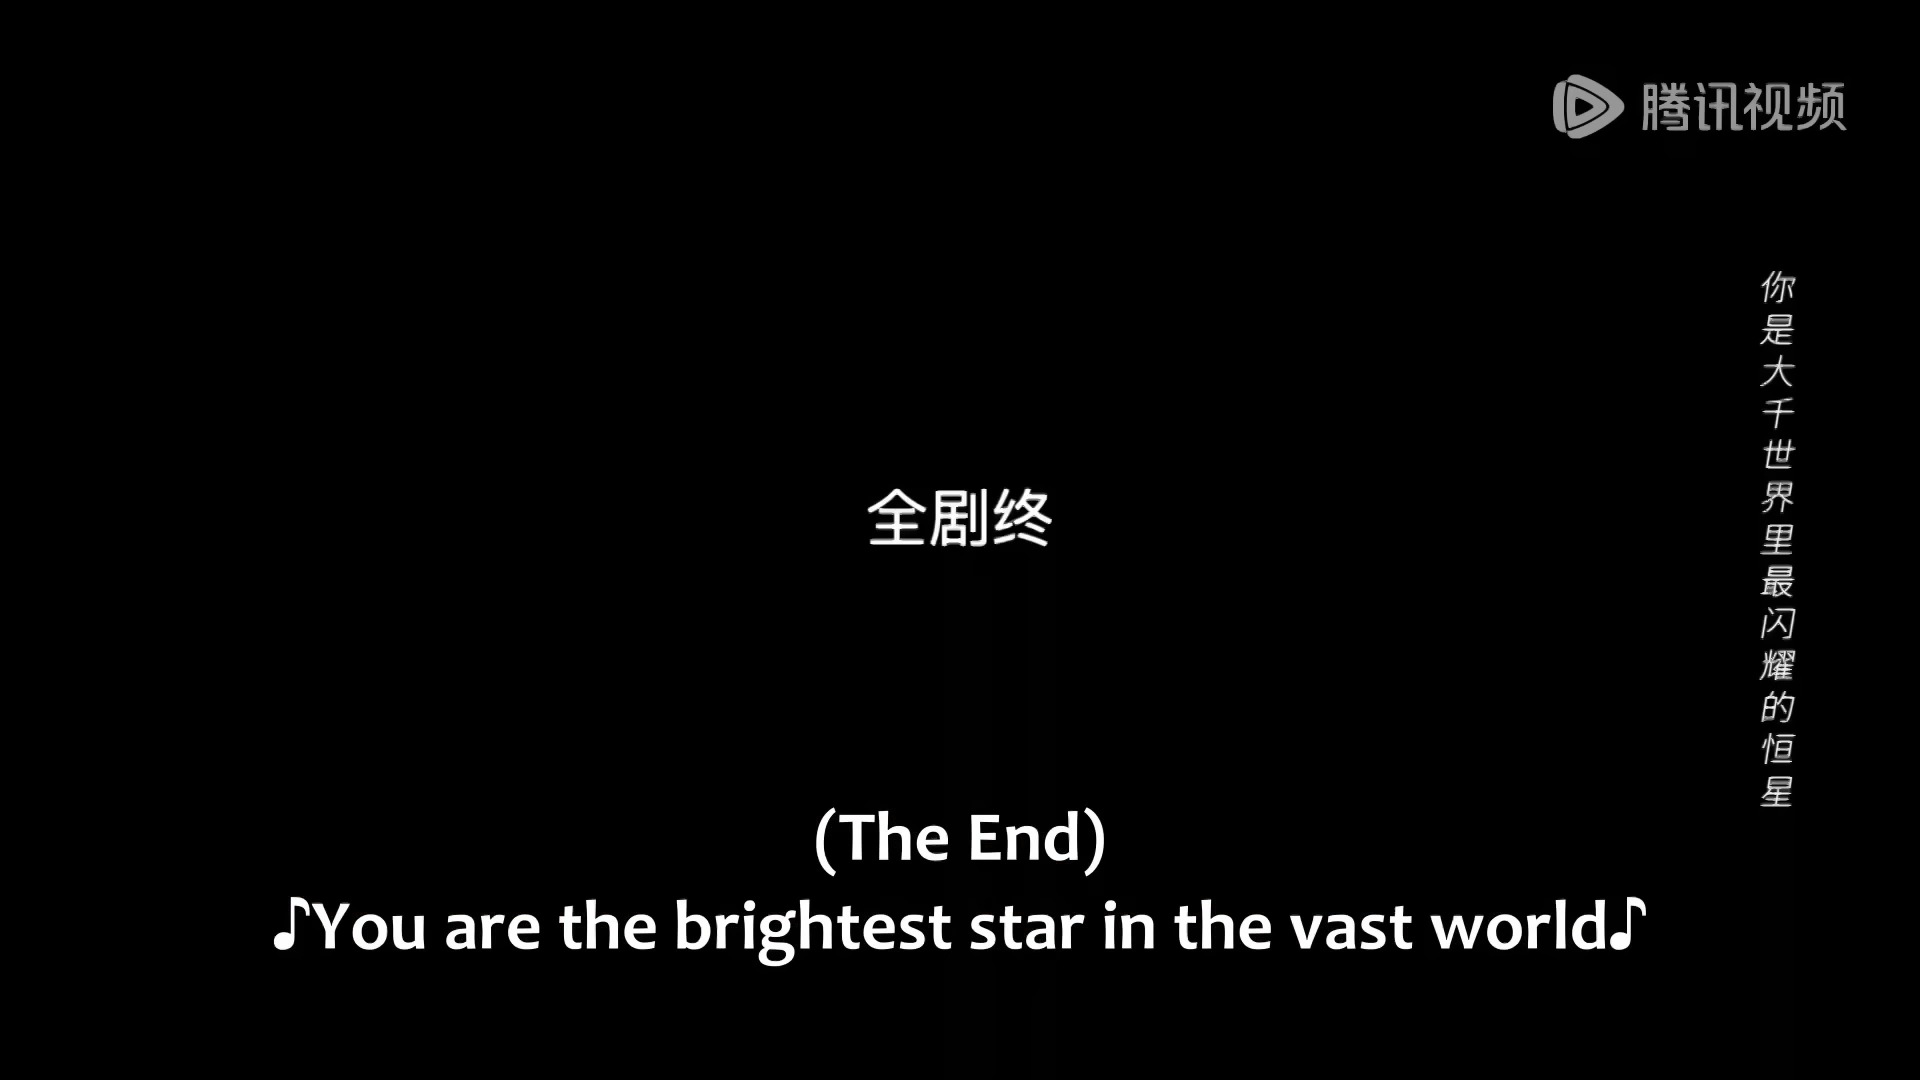 腾讯视频
你是大千世界里最闪耀的恒星
全剧终
(The End)
♪You are the brightest star in the vast world♪